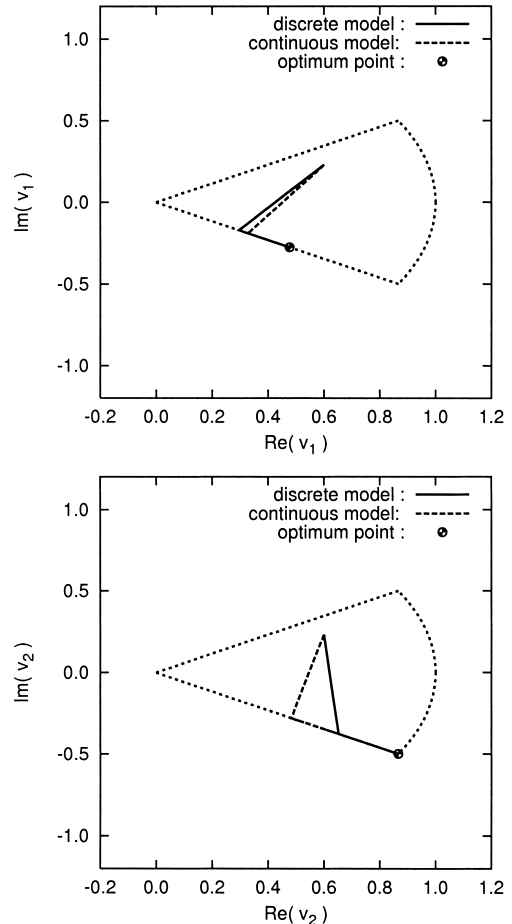 discrete model :
continuous model:
optimum point :
1.0
0.5
0.0
-0.5
-1.0
Im( v1 )
-0.2 0.0 0.2 0.4 0.6 0.8 1.0 1.2
Re( v1 )
discrete model :
continuous model:
optimum point :
1.0
0.5
0.0
-0.5
-1.0
Im( v2 )
-0.2 0.0 0.2 0.4 0.6 0.8 1.0 1.2
Re( v2 )